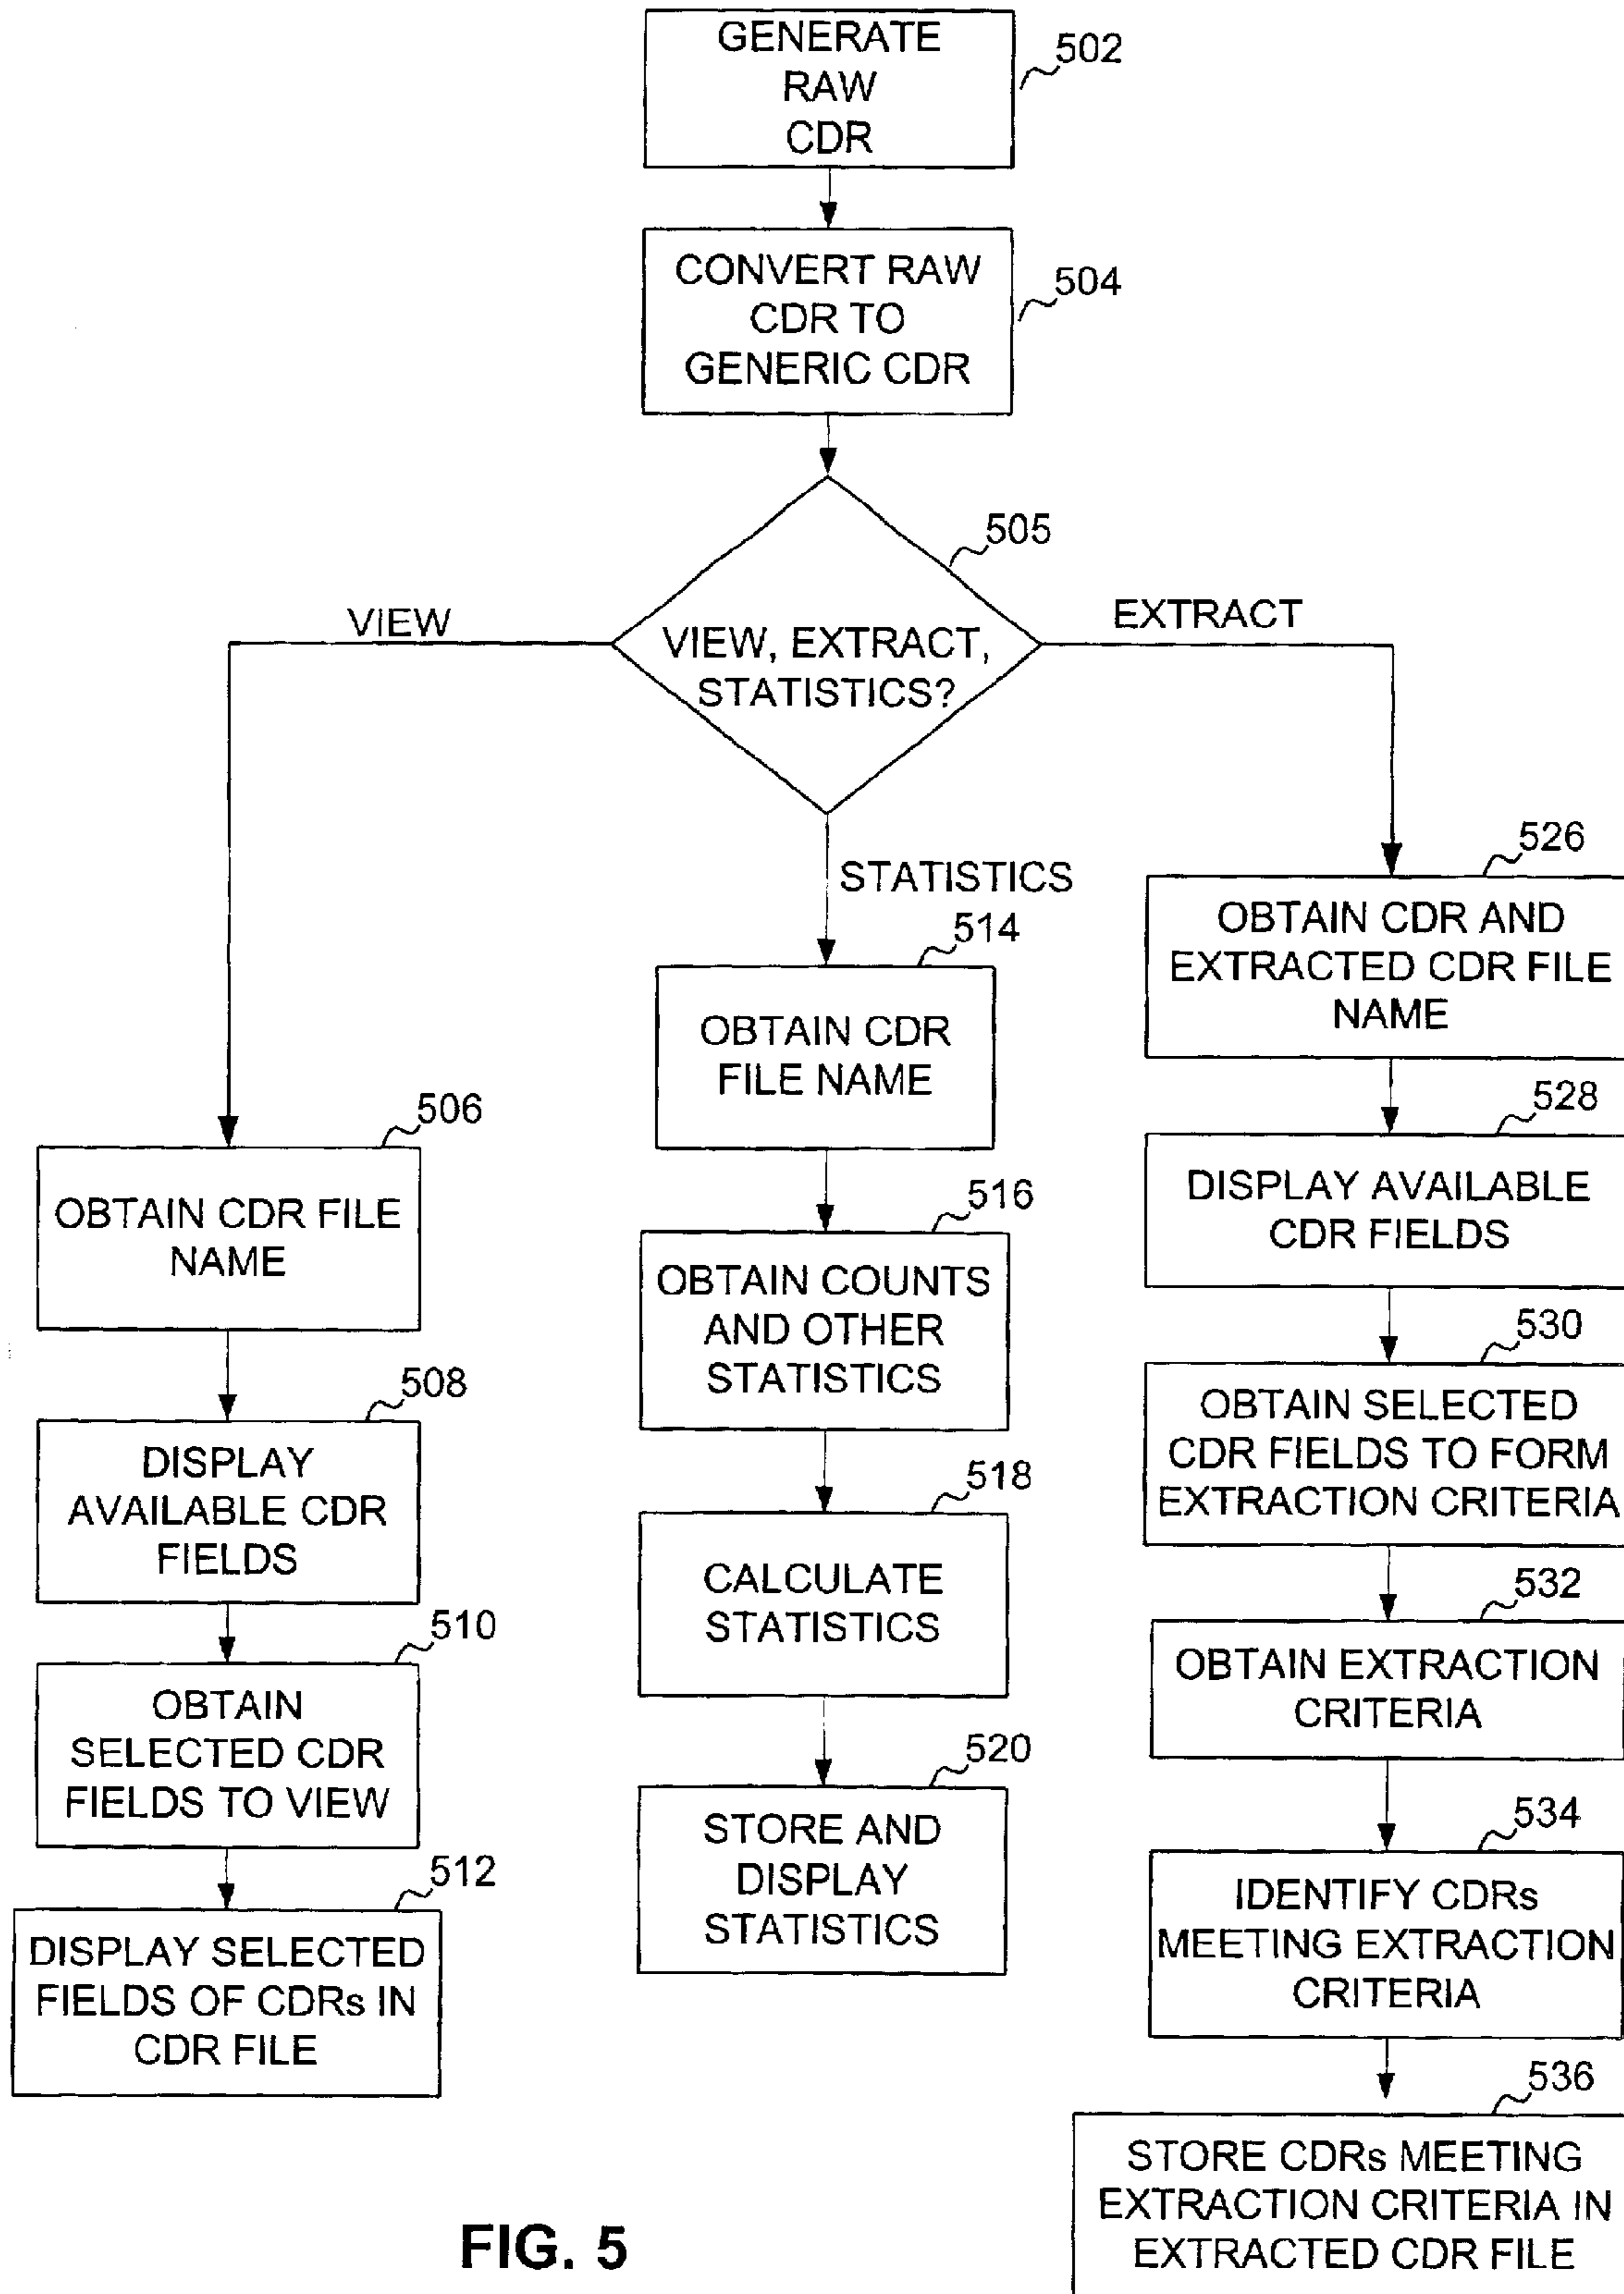 GENERATE
RAW
CDR
502
CONVERT RAW
CDR TO
GENERIC CDR
504
505
VIEW, EXTRACT,
STATISTICS?
VIEW
EXTRACT
STATISTICS
506
OBTAIN CDR FILE
NAME
508
DISPLAY
AVAILABLE CDR
FIELDS
510
OBTAIN
SELECTED CDR
FIELDS TO VIEW
512
DISPLAY SELECTED
FIELDS OF CDRs IN
CDR FILE
514
OBTAIN CDR
FILE NAME
516
OBTAIN COUNTS
AND OTHER
STATISTICS
518
CALCULATE
STATISTICS
520
STORE AND
DISPLAY
STATISTICS
526
OBTAIN CDR AND
EXTRACTED CDR FILE
NAME
528
DISPLAY AVAILABLE
CDR FIELDS
530
OBTAIN SELECTED
CDR FIELDS TO FORM
EXTRACTION CRITERIA
532
OBTAIN EXTRACTION
CRITERIA
534
IDENTIFY CDRs
MEETING EXTRACTION
CRITERIA
536
STORE CDRs MEETING
EXTRACTION CRITERIA IN
EXTRACTED CDR FILE
FIG. 5